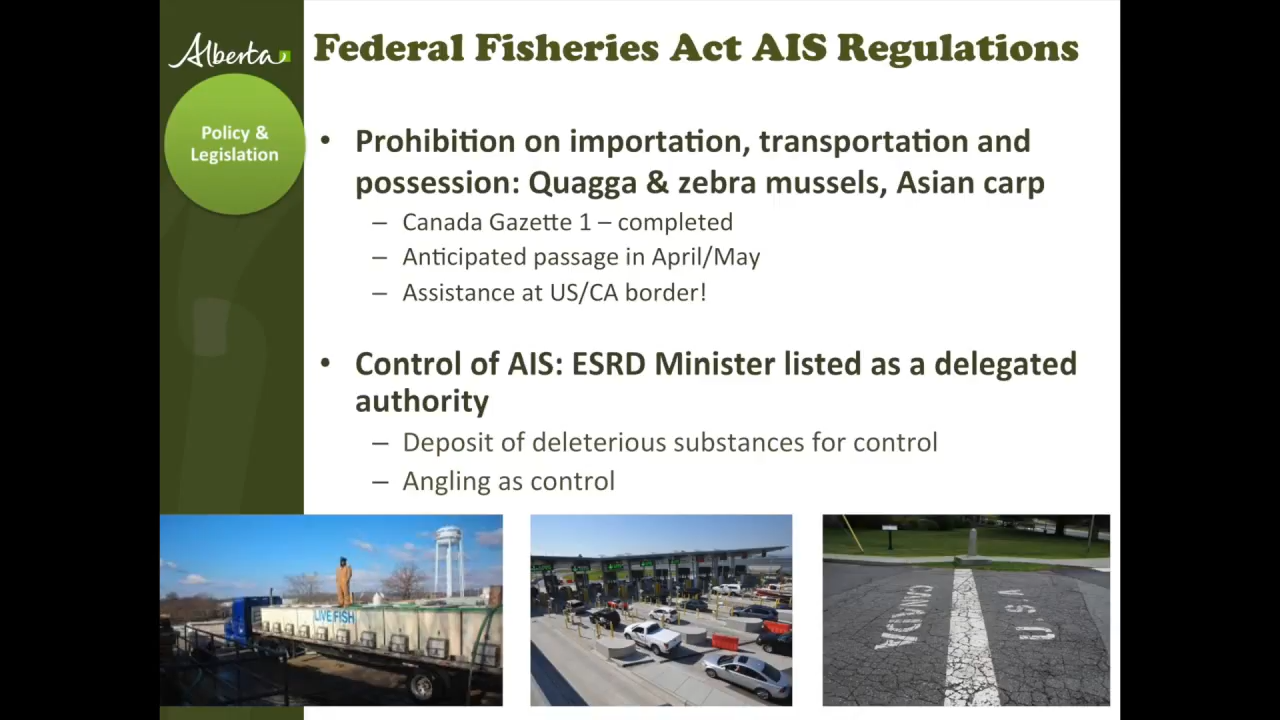 Alberta
Federal Fisheries Act AIS Regulations
Policy &
Legislation
• Prohibition on importation, transportation and
possession: Quagga & zebra mussels, Asian carp
– Canada Gazette 1 – completed
– Anticipated passage in April/May
– Assistance at US/CA border!
• Control of AIS: ESRD Minister listed as a delegated
authority
– Deposit of deleterious substances for control
– Angling as control
LIVE FISH
CANADA
U.S.A